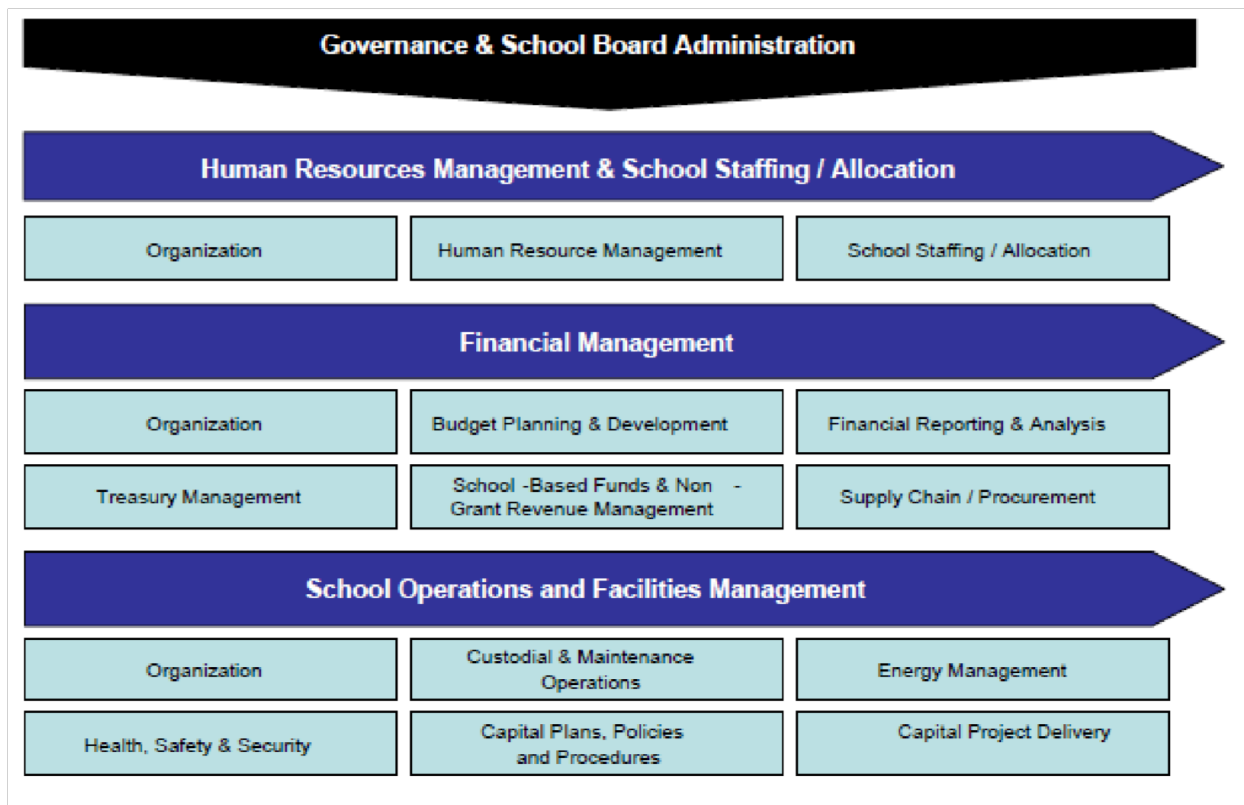 Governance & School Board Administration
Human Resources Management & School Staffing / Allocation
Organization
Human Resource Management
School Staffing / Allocation
Financial Management
Organization
Budget Planning & Development
Financial Reporting & Analysis
Treasury Management
School -Based Funds & Non -
Grant Revenue Management
Supply Chain / Procurement
School Operations and Facilities Management
Organization
Custodial & Maintenance
Operations
Energy Management
Health, Safety & Security
Capital Plans, Policies
and Procedures
Capital Project Delivery